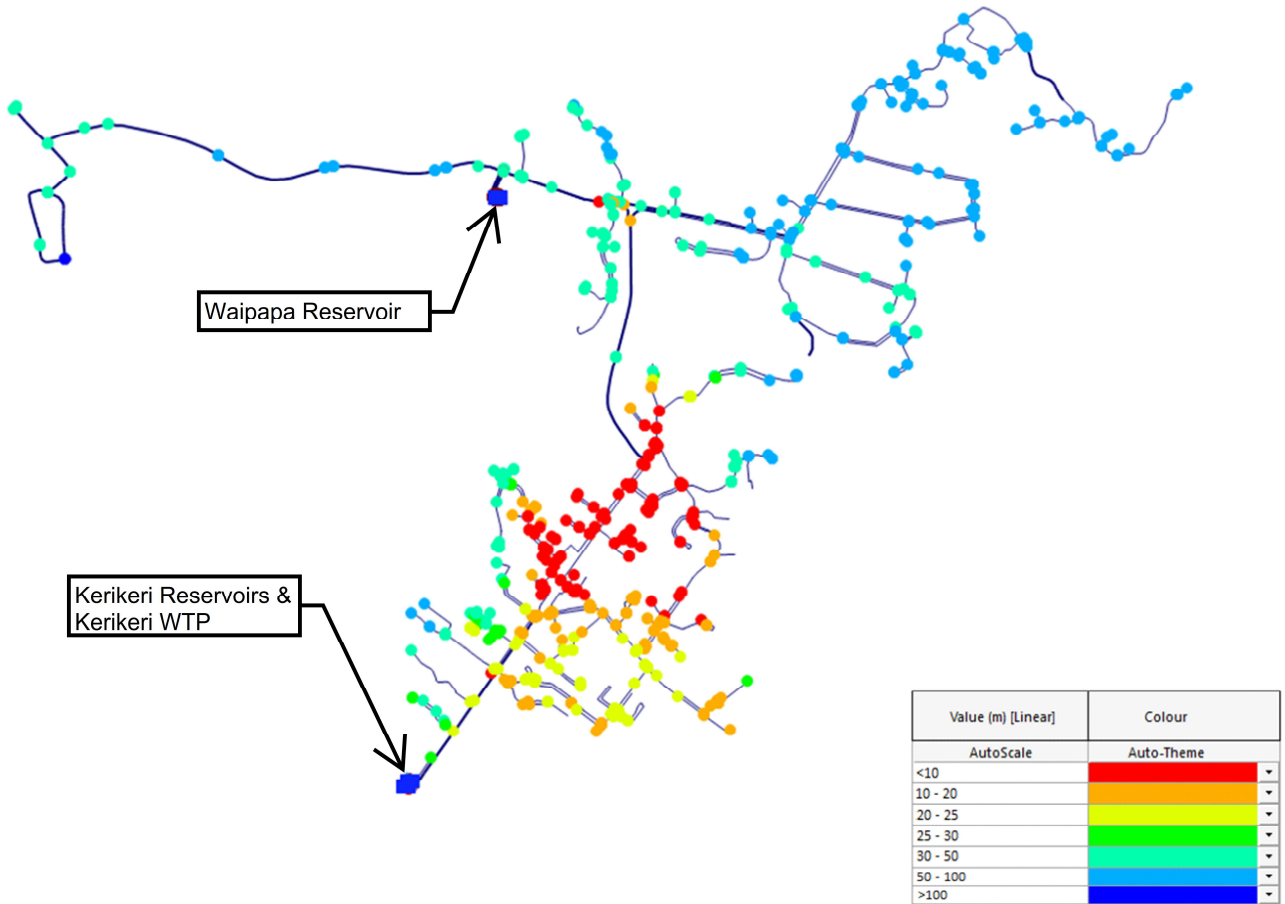 Waipapa Reservoir
Kerikeri Reservoirs &
Kerikeri WTP
Value (m) [Linear] Colour
AutoScale Auto-Theme
<10
10 - 20
20 - 25
25 - 30
30 - 50
50 - 100
>100